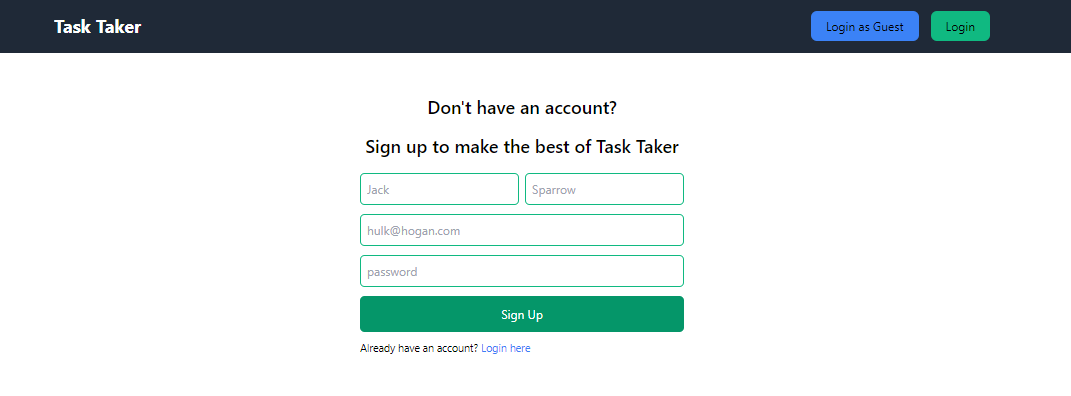 Task Taker
Login as Guest
Login
Don't have an account?
Sign up to make the best of Task Taker
Jack
Sparrow
hulk@hogan.com
password
Sign Up
Already have an account? Login here